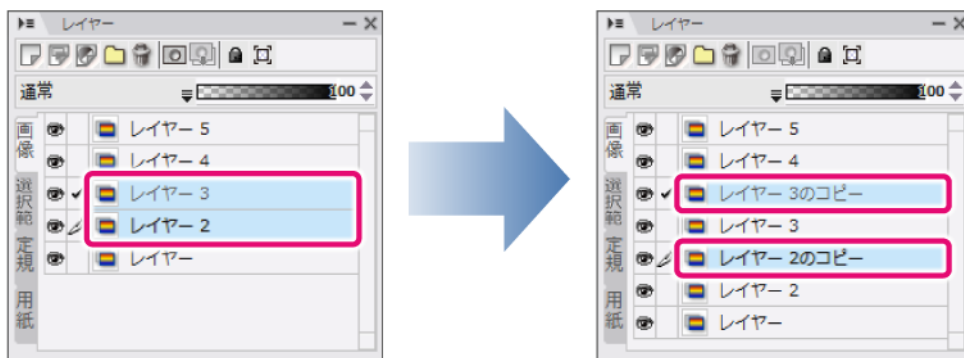 レイヤー
通常
100
画像
選択範
定規
用紙
レイヤー 5
レイヤー 4
レイヤー 3
レイヤー 2
レイヤー
レイヤー
通常
100
画像
選択範
定規
用紙
レイヤー 5
レイヤー 4
レイヤー 3のコピー
レイヤー 3
レイヤー 2のコピー
レイヤー 2
レイヤー